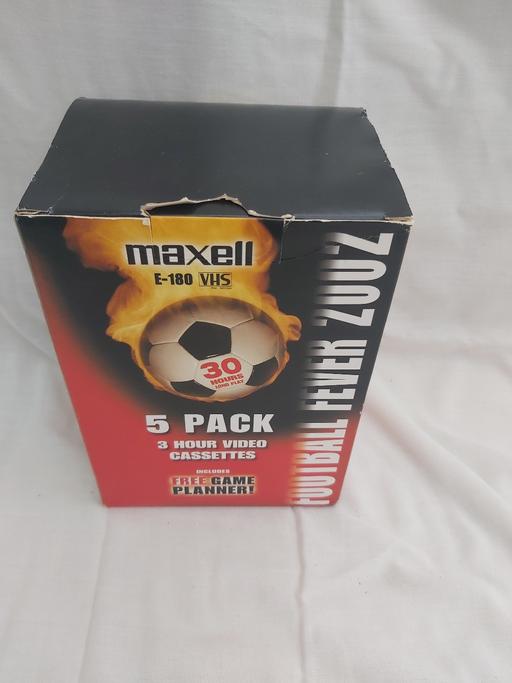 maxell
E-180 VHS
30
HOURS
LONG PLAY
5 PACK
3 HOUR VIDEO
CASSETTES
INCLUDES
FREE GAME
PLANNER!
FOOTBALL FEVER 2002